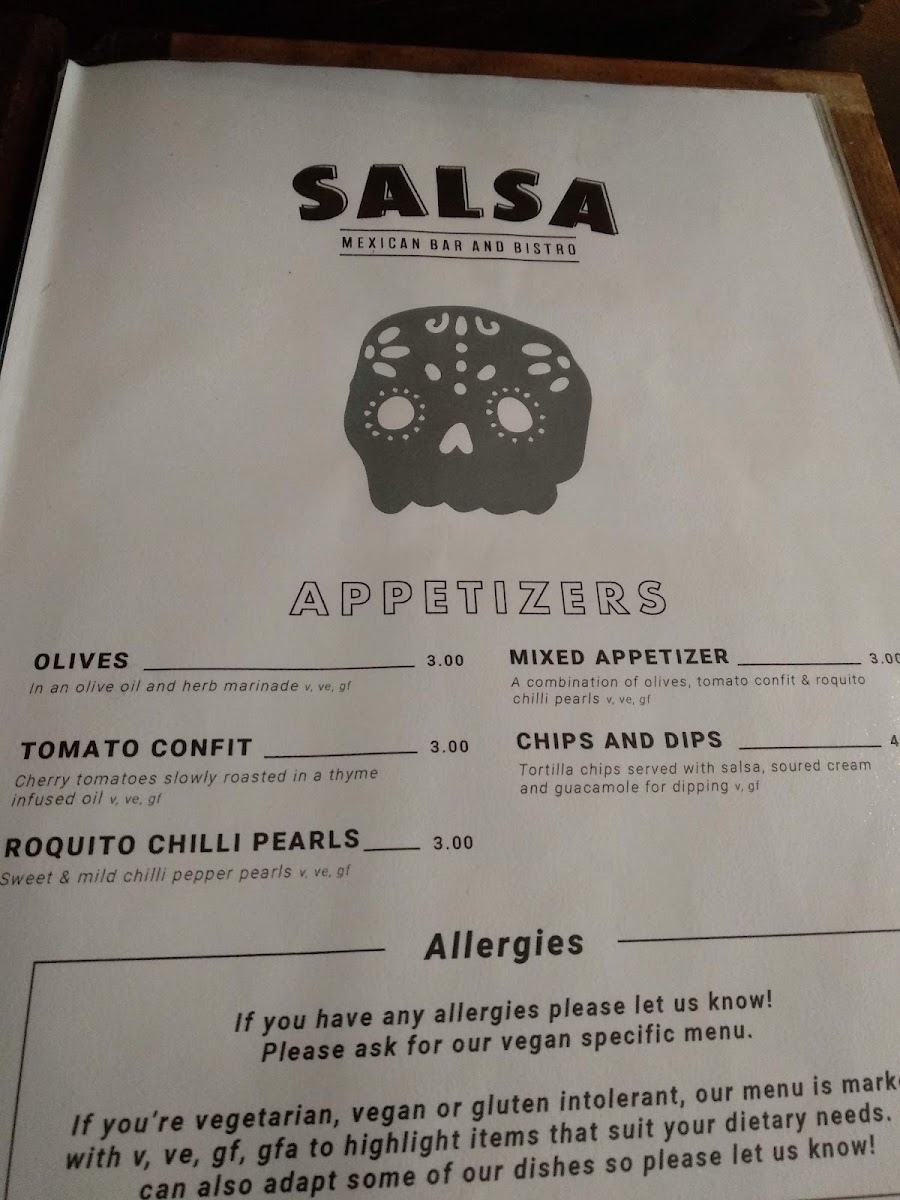 SALSA
MEXICAN BAR AND BISTRO
APPETIZERS
OLIVES 3.00
In an olive oil and herb marinade v, ve, gf
TOMATO CONFIT 3.00
Cherry tomatoes slowly roasted in a thyme
infused oil v, ve, gf
ROQUITO CHILLI PEARLS 3.00
Sweet & mild chilli pepper pearls v, ve, gf
MIXED APPETIZER 3.00
A combination of olives, tomato confit & roquito
chilli pearls v, ve, gf
CHIPS AND DIPS 4
Tortilla chips served with salsa, soured cream
and guacamole for dipping v, gf
Allergies
If you have any allergies please let us know!
Please ask for our vegan specific menu.
If you're vegetarian, vegan or gluten intolerant, our menu is mark
with v, ve, gf, gfa to highlight items that suit your dietary needs.
can also adapt some of our dishes so please let us know!